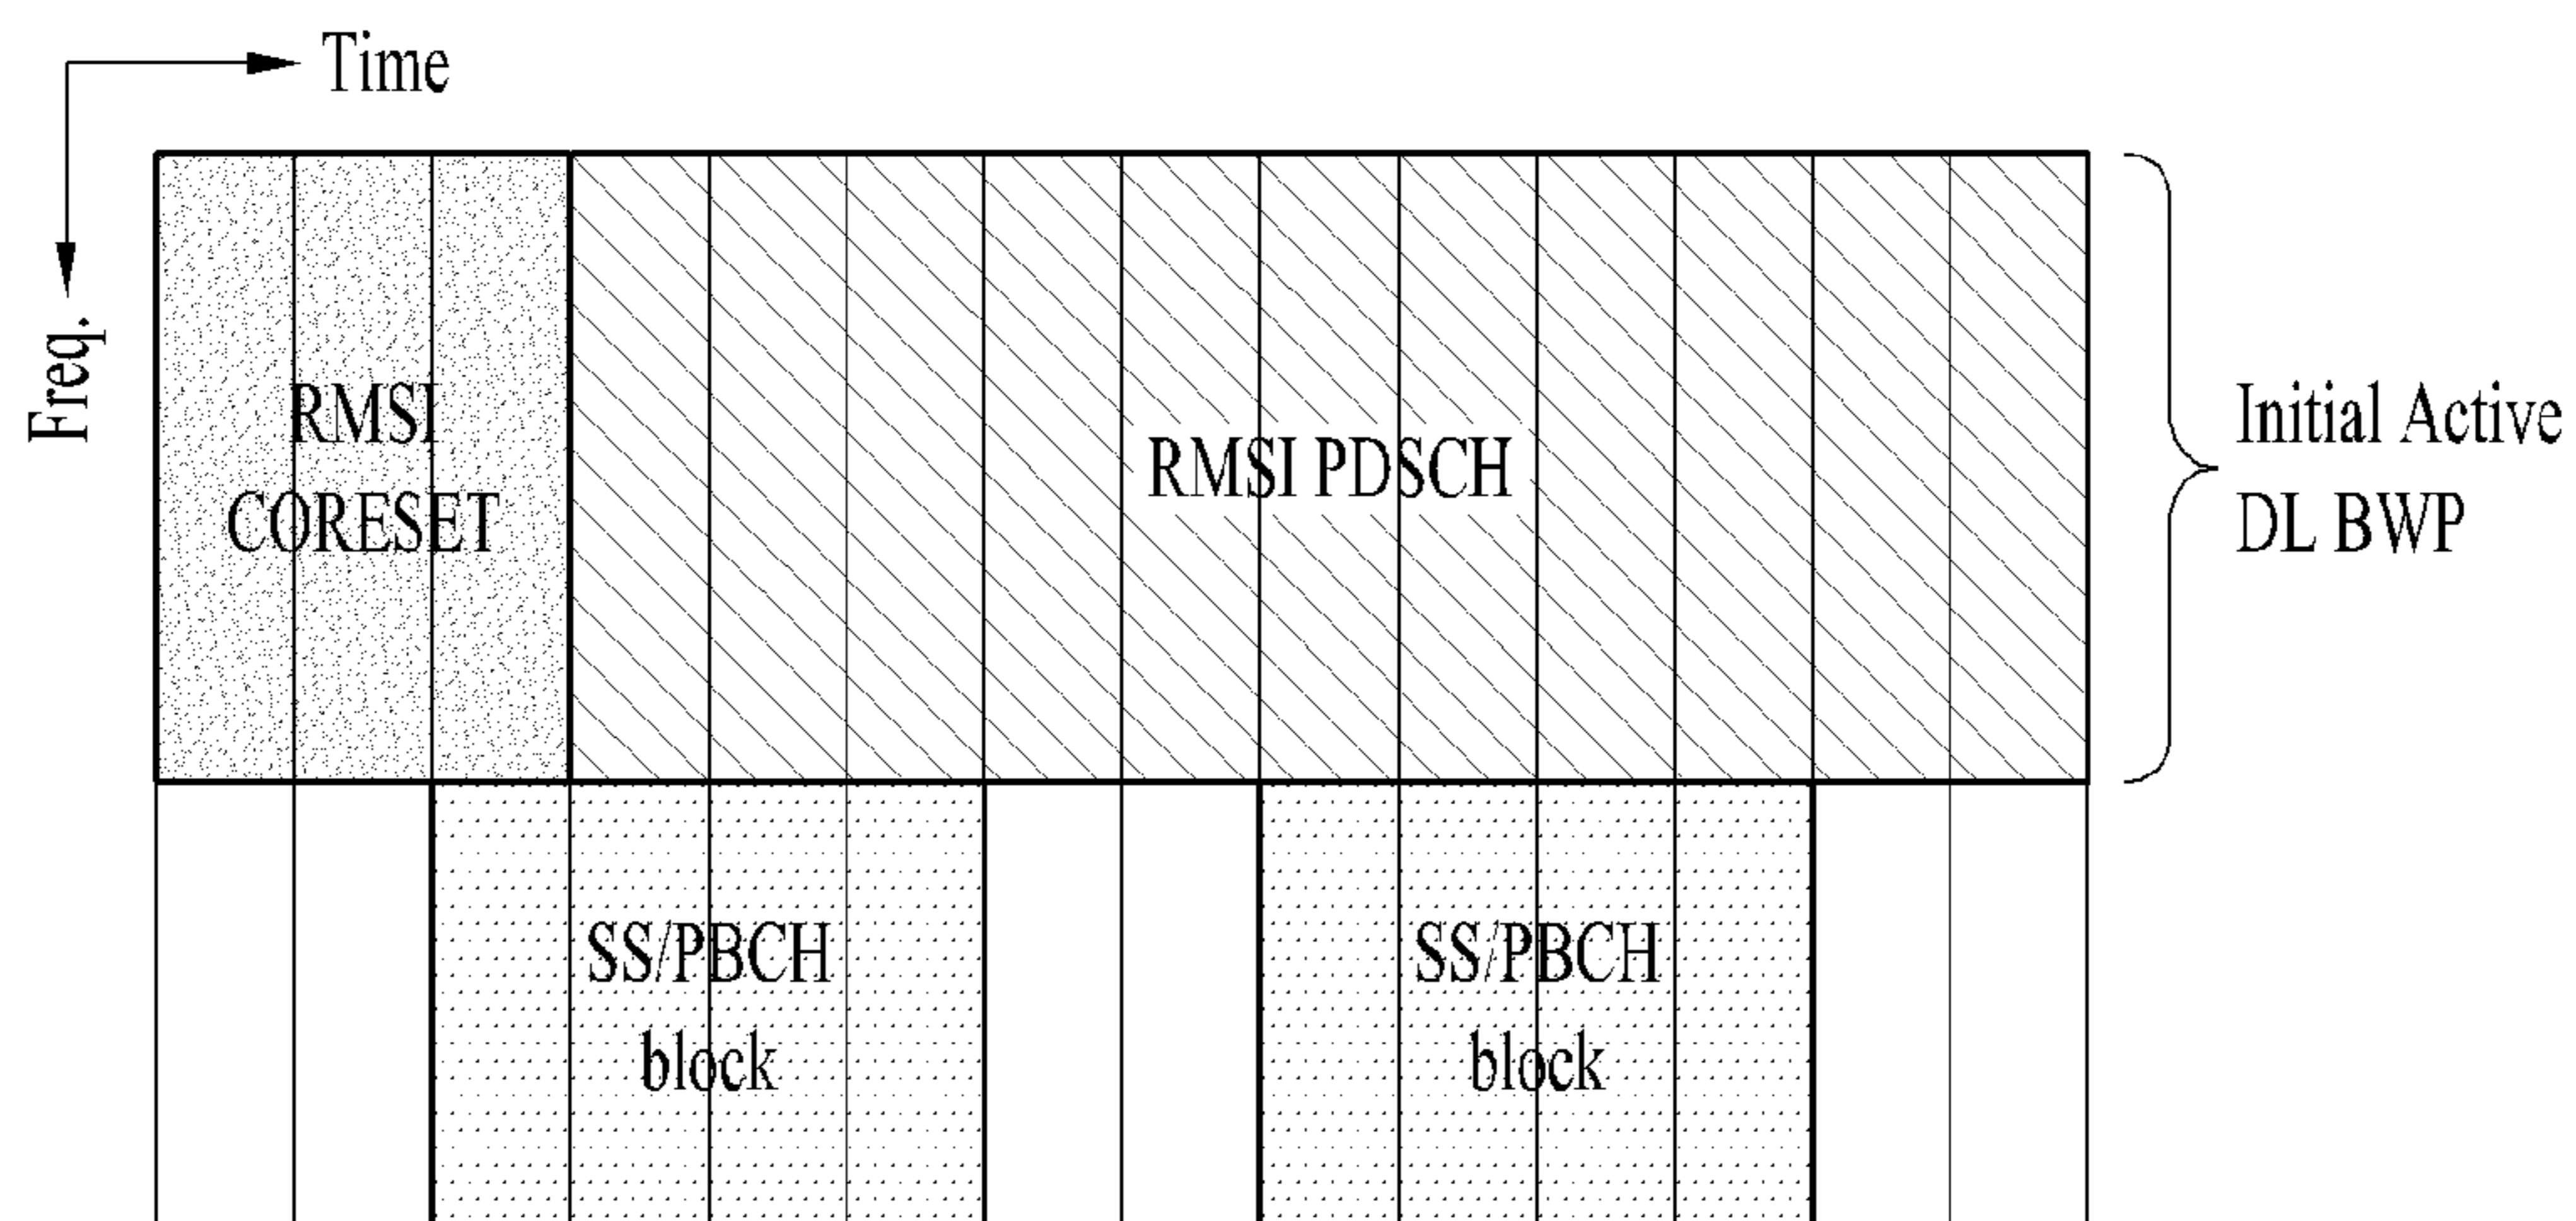 Time
Freq.
RMSI
CORESET
RMSI PDSCH
Initial Active
DL BWP
SS/PBCH
block
SS/PBCH
block